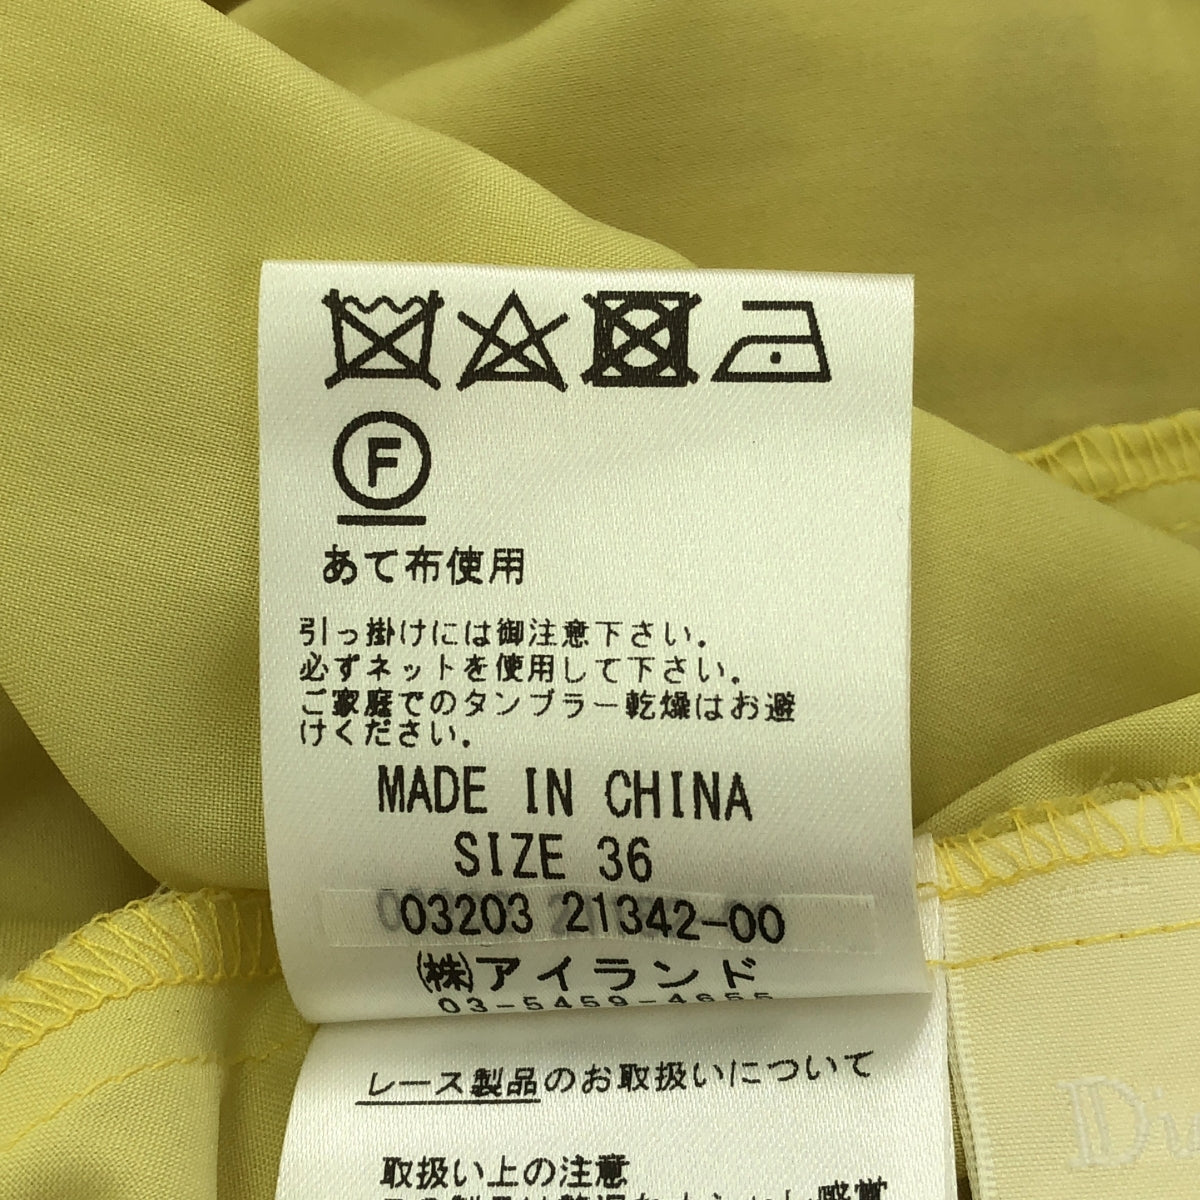 F
あて布使用
引っ掛けには御注意下さい.
必ずネットを使用して下さい.
ご家庭でのタンブラー乾燥はお避
けください.
MADE IN CHINA
SIZE 36
03203 21342-00
(株)アイランド
03-5459-4655
レース製品のお取扱いについて
取扱い上の注意